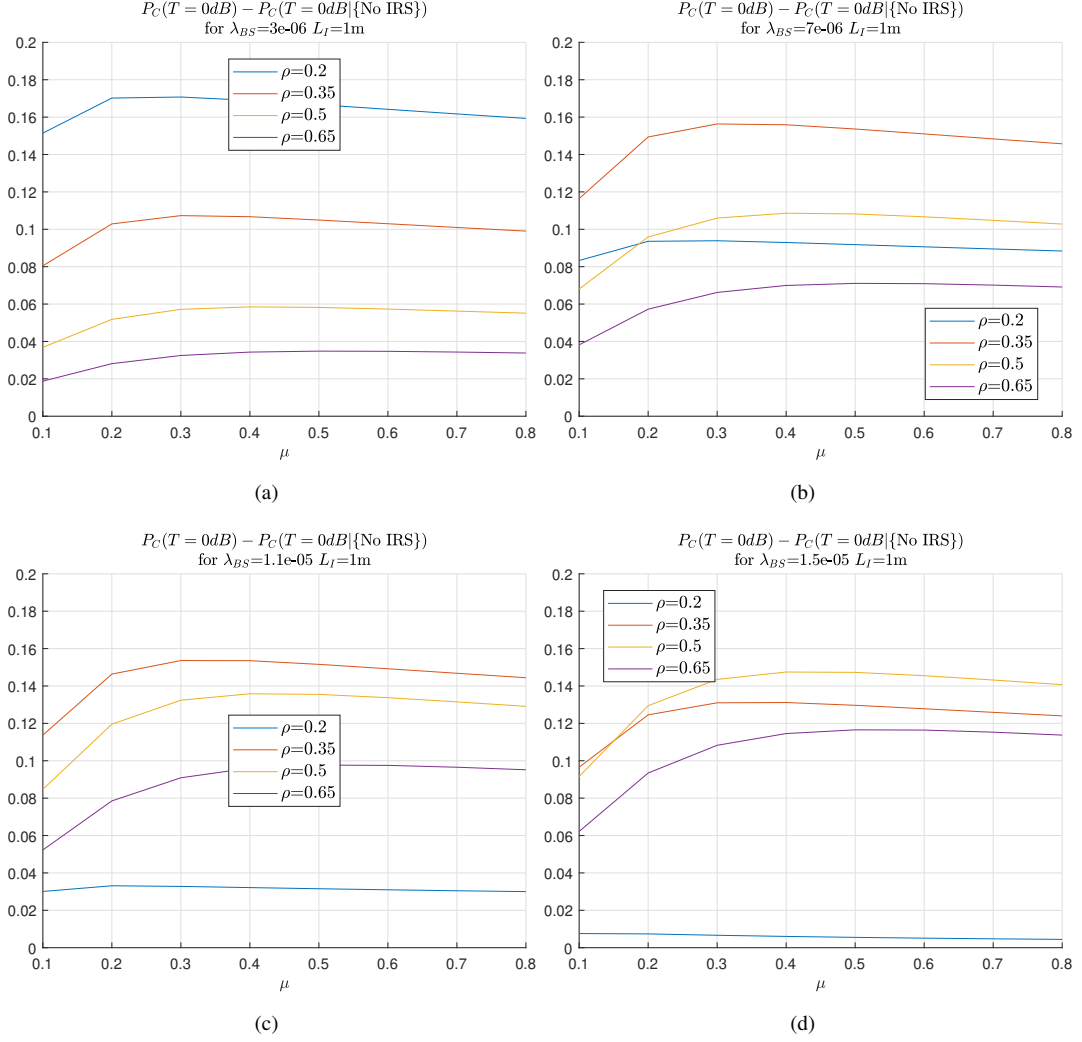 P_C(T = 0dB) − P_C(T = 0dB|{No IRS})
for λ_BS=3e-06 L_I=1m
ρ=0.2
ρ=0.35
ρ=0.5
ρ=0.65
0.2
0.18
0.16
0.14
0.12
0.1
0.08
0.06
0.04
0.02
0
0.1 0.2 0.3 0.4 0.5 0.6 0.7 0.8
μ
(a)
P_C(T = 0dB) − P_C(T = 0dB|{No IRS})
for λ_BS=7e-06 L_I=1m
0.2
0.18
0.16
0.14
0.12
0.1
0.08
0.06
0.04
0.02
0
ρ=0.2
ρ=0.35
ρ=0.5
ρ=0.65
0.1 0.2 0.3 0.4 0.5 0.6 0.7 0.8
μ
(b)
P_C(T = 0dB) − P_C(T = 0dB|{No IRS})
for λ_BS=1.1e-05 L_I=1m
0.2
0.18
0.16
0.14
0.12
0.1
0.08
0.06
0.04
0.02
0
ρ=0.2
ρ=0.35
ρ=0.5
ρ=0.65
0.1 0.2 0.3 0.4 0.5 0.6 0.7 0.8
μ
(c)
P_C(T = 0dB) − P_C(T = 0dB|{No IRS})
for λ_BS=1.5e-05 L_I=1m
ρ=0.2
ρ=0.35
ρ=0.5
ρ=0.65
0.2
0.18
0.16
0.14
0.12
0.1
0.08
0.06
0.04
0.02
0
0.1 0.2 0.3 0.4 0.5 0.6 0.7 0.8
μ
(d)